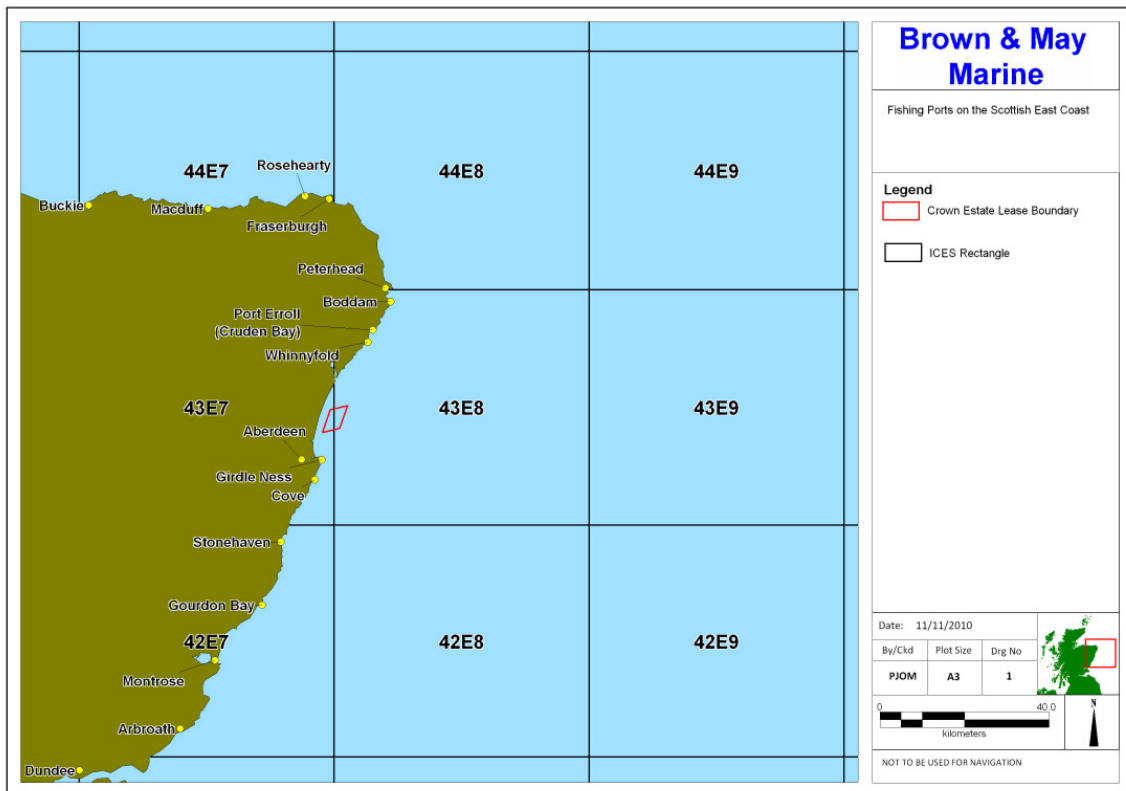 Brown & May
Marine
Fishing Ports on the Scottish East Coast
Legend
Crown Estate Lease Boundary
ICES Rectangle
44E7
44E8
44E9
Rosehearty
Buckie
Macduff
Fraserburgh
Peterhead
Boddam
Port Erroll
(Cruden Bay)
Whinnyfold
43E7
43E8
43E9
Aberdeen
Girdle Ness
Cove
Stonehaven
Gourdon Bay
42E7
42E8
42E9
Montrose
Arbroath
Dundee
Date: 11/11/2010
By/Ckd Plot Size Drg No
PJOM A3 1
0 40.0
kilometers
N
NOT TO BE USED FOR NAVIGATION